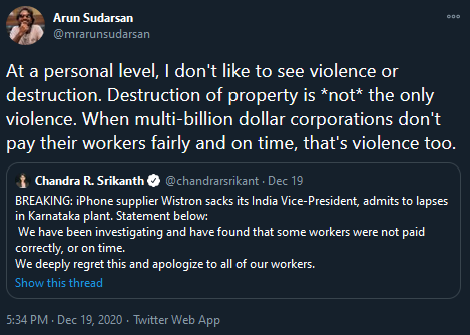 Arun Sudarsan
@mrarunsudarsan
At a personal level, I don't like to see violence or
destruction. Destruction of property is *not* the only
violence. When multi-billion dollar corporations don't
pay their workers fairly and on time, that's violence too.
Chandra R. Srikanth @chandrarsrikant · Dec 19
BREAKING: iPhone supplier Wistron sacks its India Vice-President, admits to lapses
in Karnataka plant. Statement below:
We have been investigating and have found that some workers were not paid
correctly, or on time.
We deeply regret this and apologize to all of our workers.
Show this thread
5:34 PM · Dec 19, 2020 · Twitter Web App